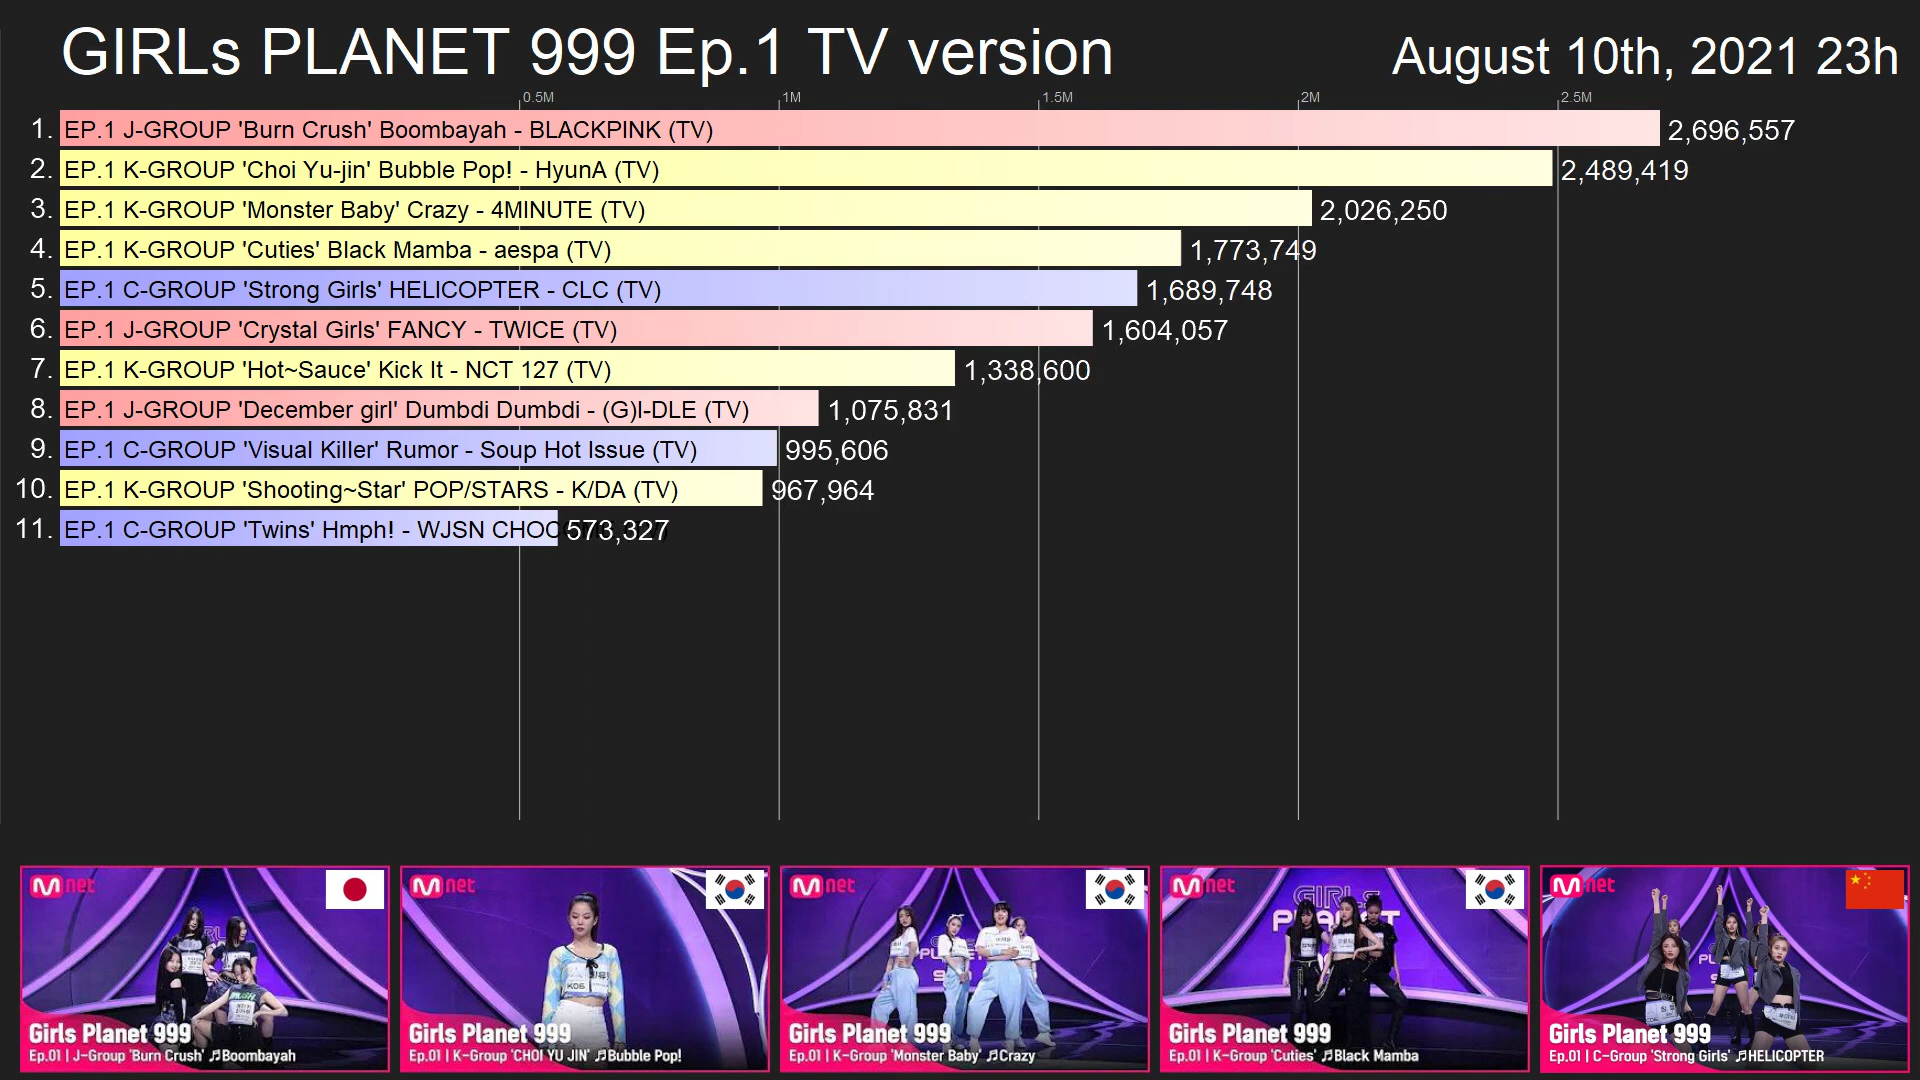 GIRLs PLANET 999 Ep.1 TV version
August 10th, 2021 23h
0.5M 1M 1.5M 2M 2.5M
1. EP.1 J-GROUP 'Burn Crush' Boombayah - BLACKPINK (TV) 2,696,557
2. EP.1 K-GROUP 'Choi Yu-jin' Bubble Pop! - HyunA (TV) 2,489,419
3. EP.1 K-GROUP 'Monster Baby' Crazy - 4MINUTE (TV) 2,026,250
4. EP.1 K-GROUP 'Cuties' Black Mamba - aespa (TV) 1,773,749
5. EP.1 C-GROUP 'Strong Girls' HELICOPTER - CLC (TV) 1,689,748
6. EP.1 J-GROUP 'Crystal Girls' FANCY - TWICE (TV) 1,604,057
7. EP.1 K-GROUP 'Hot~Sauce' Kick It - NCT 127 (TV) 1,338,600
8. EP.1 J-GROUP 'December girl' Dumbdi Dumbdi - (G)I-DLE (TV) 1,075,831
9. EP.1 C-GROUP 'Visual Killer' Rumor - Soup Hot Issue (TV) 995,606
10. EP.1 K-GROUP 'Shooting~Star' POP/STARS - K/DA (TV) 967,964
11. EP.1 C-GROUP 'Twins' Hmph! - WJSN CHOC 573,327
Mnet
Girls Planet 999
Ep.01 | J-Group 'Burn Crush' ♬Boombayah
Mnet
K06
Girls Planet 999
Ep.01 | K-Group 'CHOI YU JIN' ♬Bubble Pop!
Mnet
Girls Planet 999
Ep.01 | K-Group 'Monster Baby' ♬Crazy
Mnet
GIRLS
PLANET
Girls Planet 999
Ep.01 | K-Group 'Cuties' ♬Black Mamba
Mnet
Girls Planet 999
Ep.01 | C-Group 'Strong Girls' ♬HELICOPTER